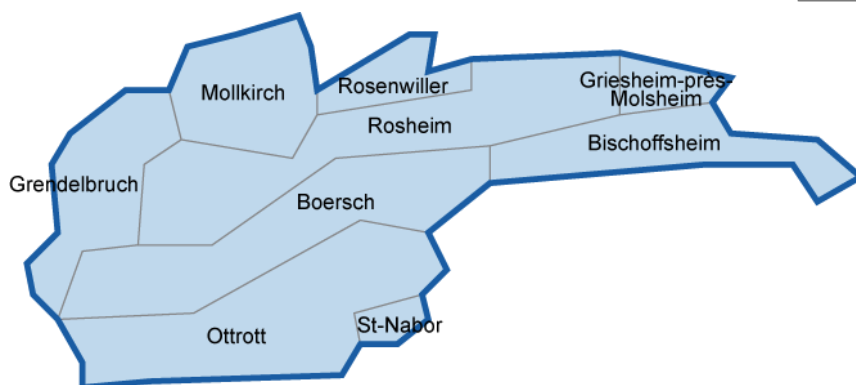 Mollkirch
Rosenwiller
Griesheim-près-
Molsheim
Rosheim
Bischoffsheim
Grendelbruch
Boersch
Ottrott
St-Nabor